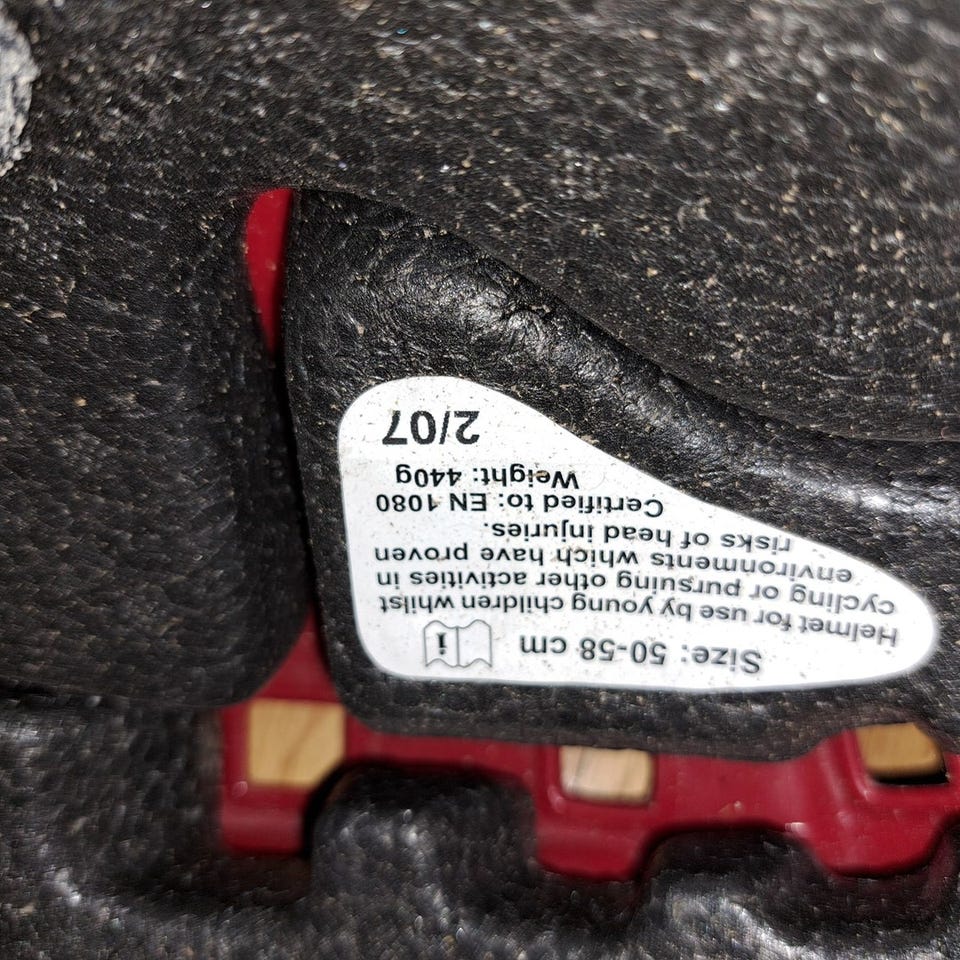 Size: 50-58 cm i
Helmet for use by young children whilst
cycling or pursuing other activities in
environments which have proven
risks of head injuries.
Certified to: EN 1080
Weight: 440g
2/07